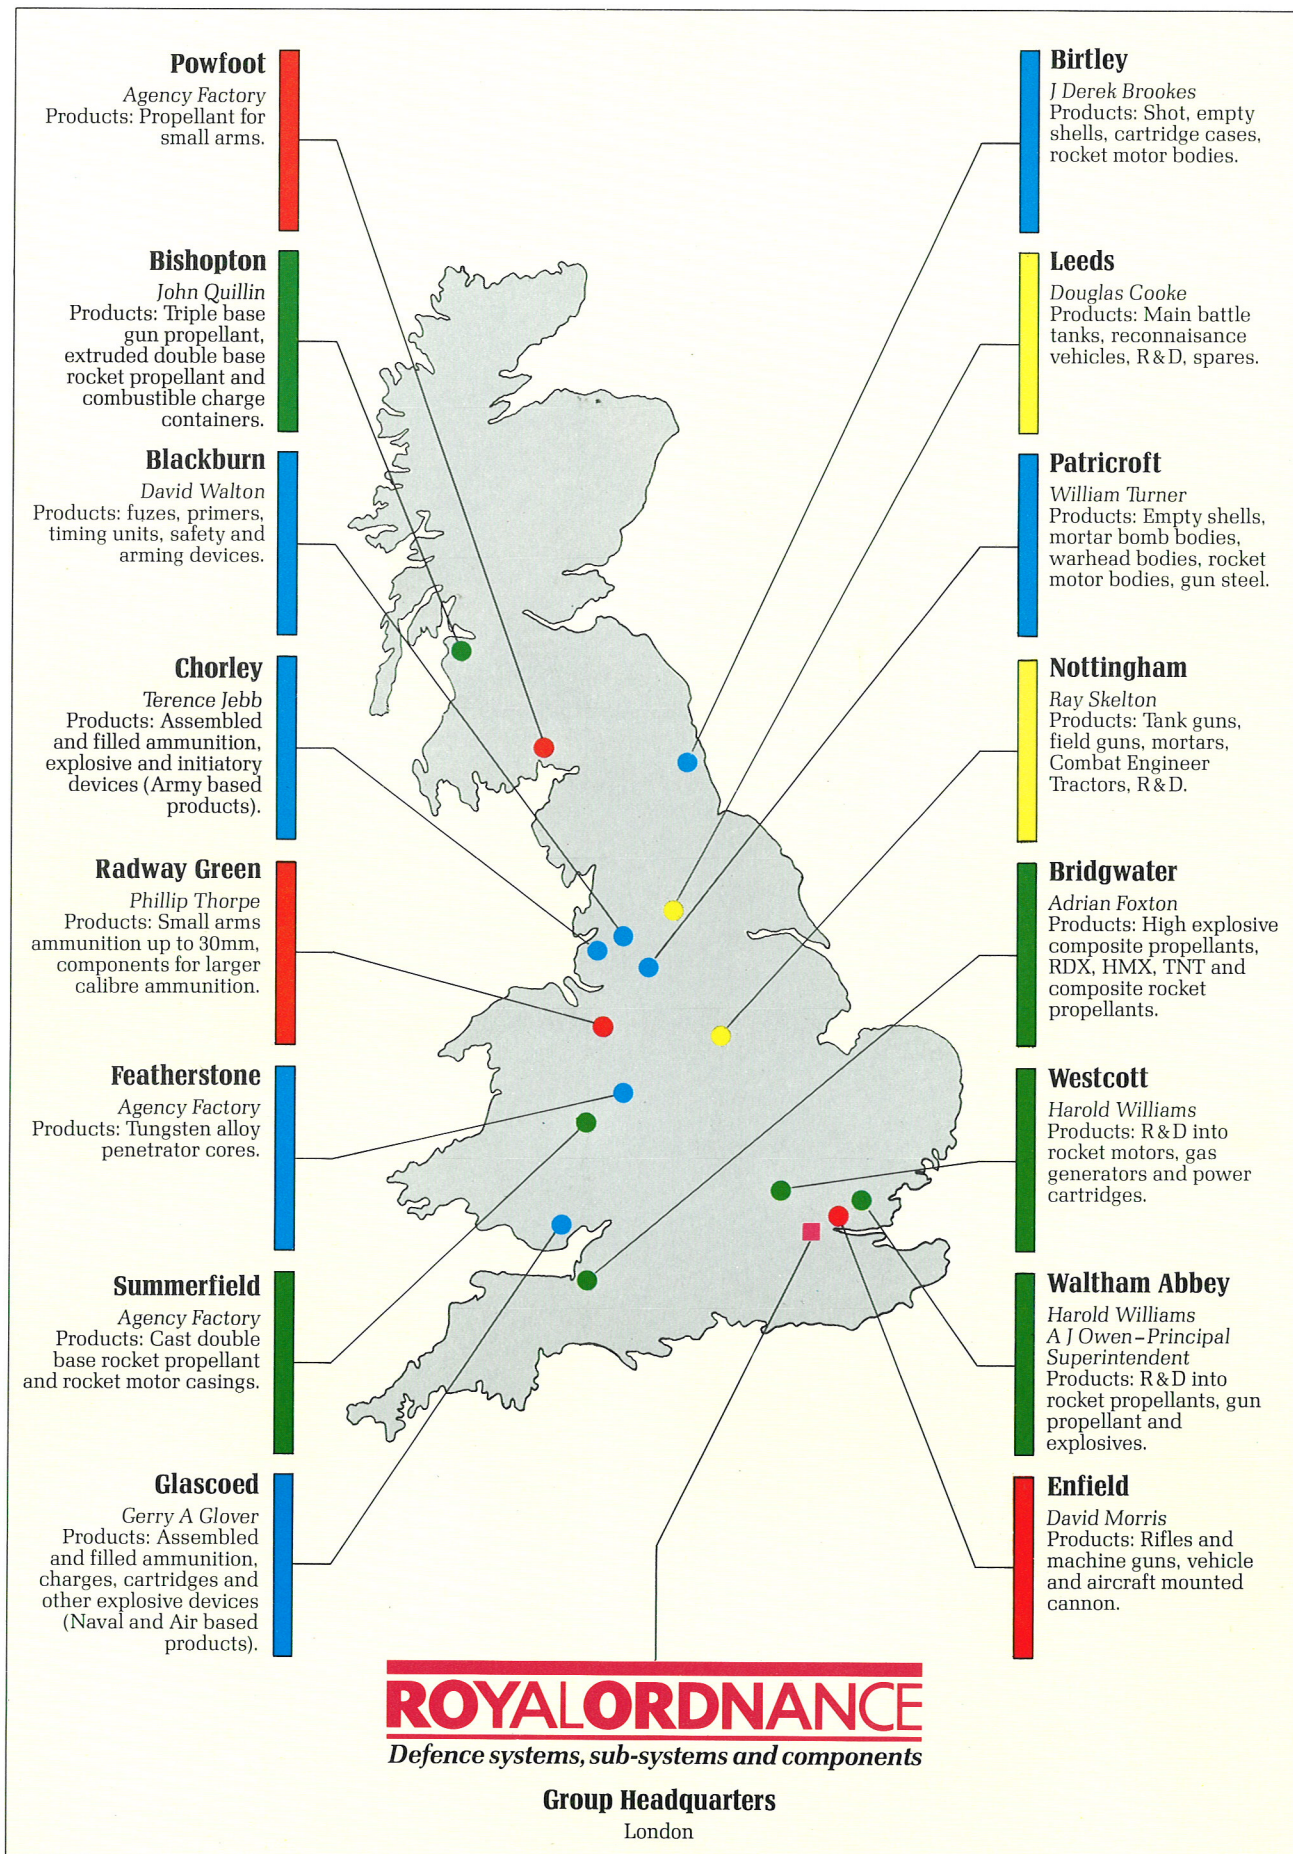 Powfoot
Agency Factory
Products: Propellant for
small arms.
Bishopton
John Quillin
Products: Triple base
gun propellant,
extruded double base
rocket propellant and
combustible charge
containers.
Blackburn
David Walton
Products: fuzes, primers,
timing units, safety and
arming devices.
Chorley
Terence Jebb
Products: Assembled
and filled ammunition,
explosive and initiatory
devices (Army based
products).
Radway Green
Phillip Thorpe
Products: Small arms
ammunition up to 30mm,
components for larger
calibre ammunition.
Featherstone
Agency Factory
Products: Tungsten alloy
penetrator cores.
Summerfield
Agency Factory
Products: Cast double
base rocket propellant
and rocket motor casings.
Glascoed
Gerry A Glover
Products: Assembled
and filled ammunition,
charges, cartridges and
other explosive devices
(Naval and Air based
products).
Birtley
J Derek Brookes
Products: Shot, empty
shells, cartridge cases,
rocket motor bodies.
Leeds
Douglas Cooke
Products: Main battle
tanks, reconnaisance
vehicles, R&D, spares.
Patricroft
William Turner
Products: Empty shells,
mortar bomb bodies,
warhead bodies, rocket
motor bodies, gun steel.
Nottingham
Ray Skelton
Products: Tank guns,
field guns, mortars,
Combat Engineer
Tractors, R&D.
Bridgwater
Adrian Foxton
Products: High explosive
composite propellants,
RDX, HMX, TNT and
composite rocket
propellants.
Westcott
Harold Williams
Products: R&D into
rocket motors, gas
generators and power
cartridges.
Waltham Abbey
Harold Williams
A J Owen–Principal
Superintendent
Products: R&D into
rocket propellants, gun
propellant and
explosives.
Enfield
David Morris
Products: Rifles and
machine guns, vehicle
and aircraft mounted
cannon.
ROYALORDNANCE
Defence systems, sub-systems and components
Group Headquarters
London